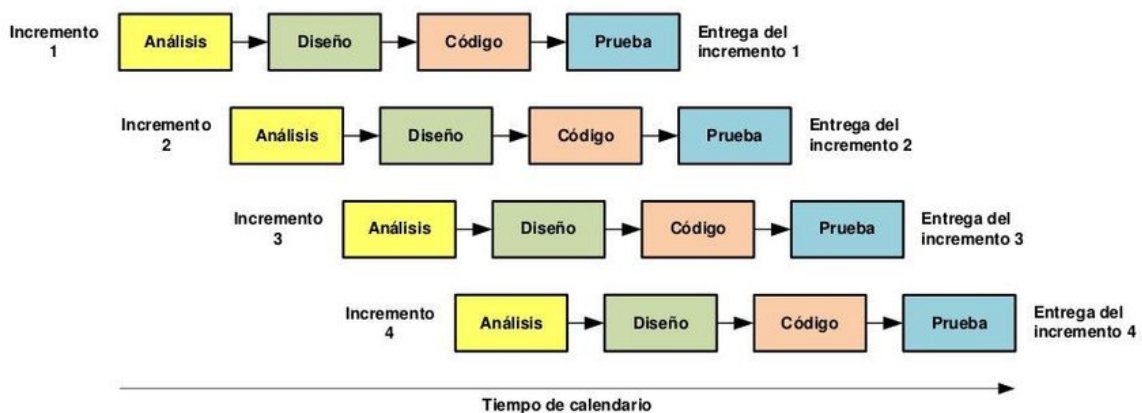 Incremento
1
Análisis
Diseño
Código
Prueba
Entrega del
incremento 1
Incremento
2
Análisis
Diseño
Código
Prueba
Entrega del
incremento 2
Incremento
3
Análisis
Diseño
Código
Prueba
Entrega del
incremento 3
Incremento
4
Análisis
Diseño
Código
Prueba
Entrega del
incremento 4
Tiempo de calendario